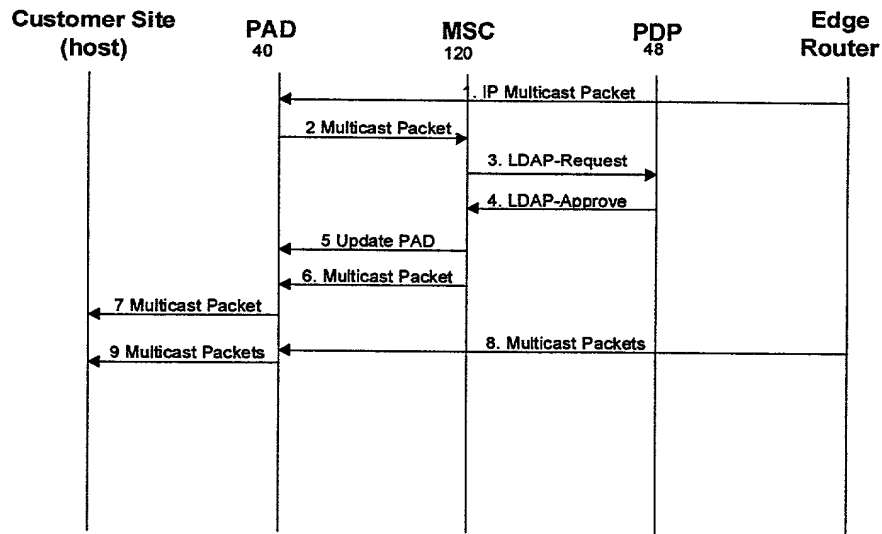 Customer Site
(host)
PAD
40
MSC
120
PDP
48
Edge
Router
1. IP Multicast Packet
2 Multicast Packet
3. LDAP-Request
4. LDAP-Approve
5 Update PAD
6. Multicast Packet
7 Multicast Packet
8. Multicast Packets
9 Multicast Packets